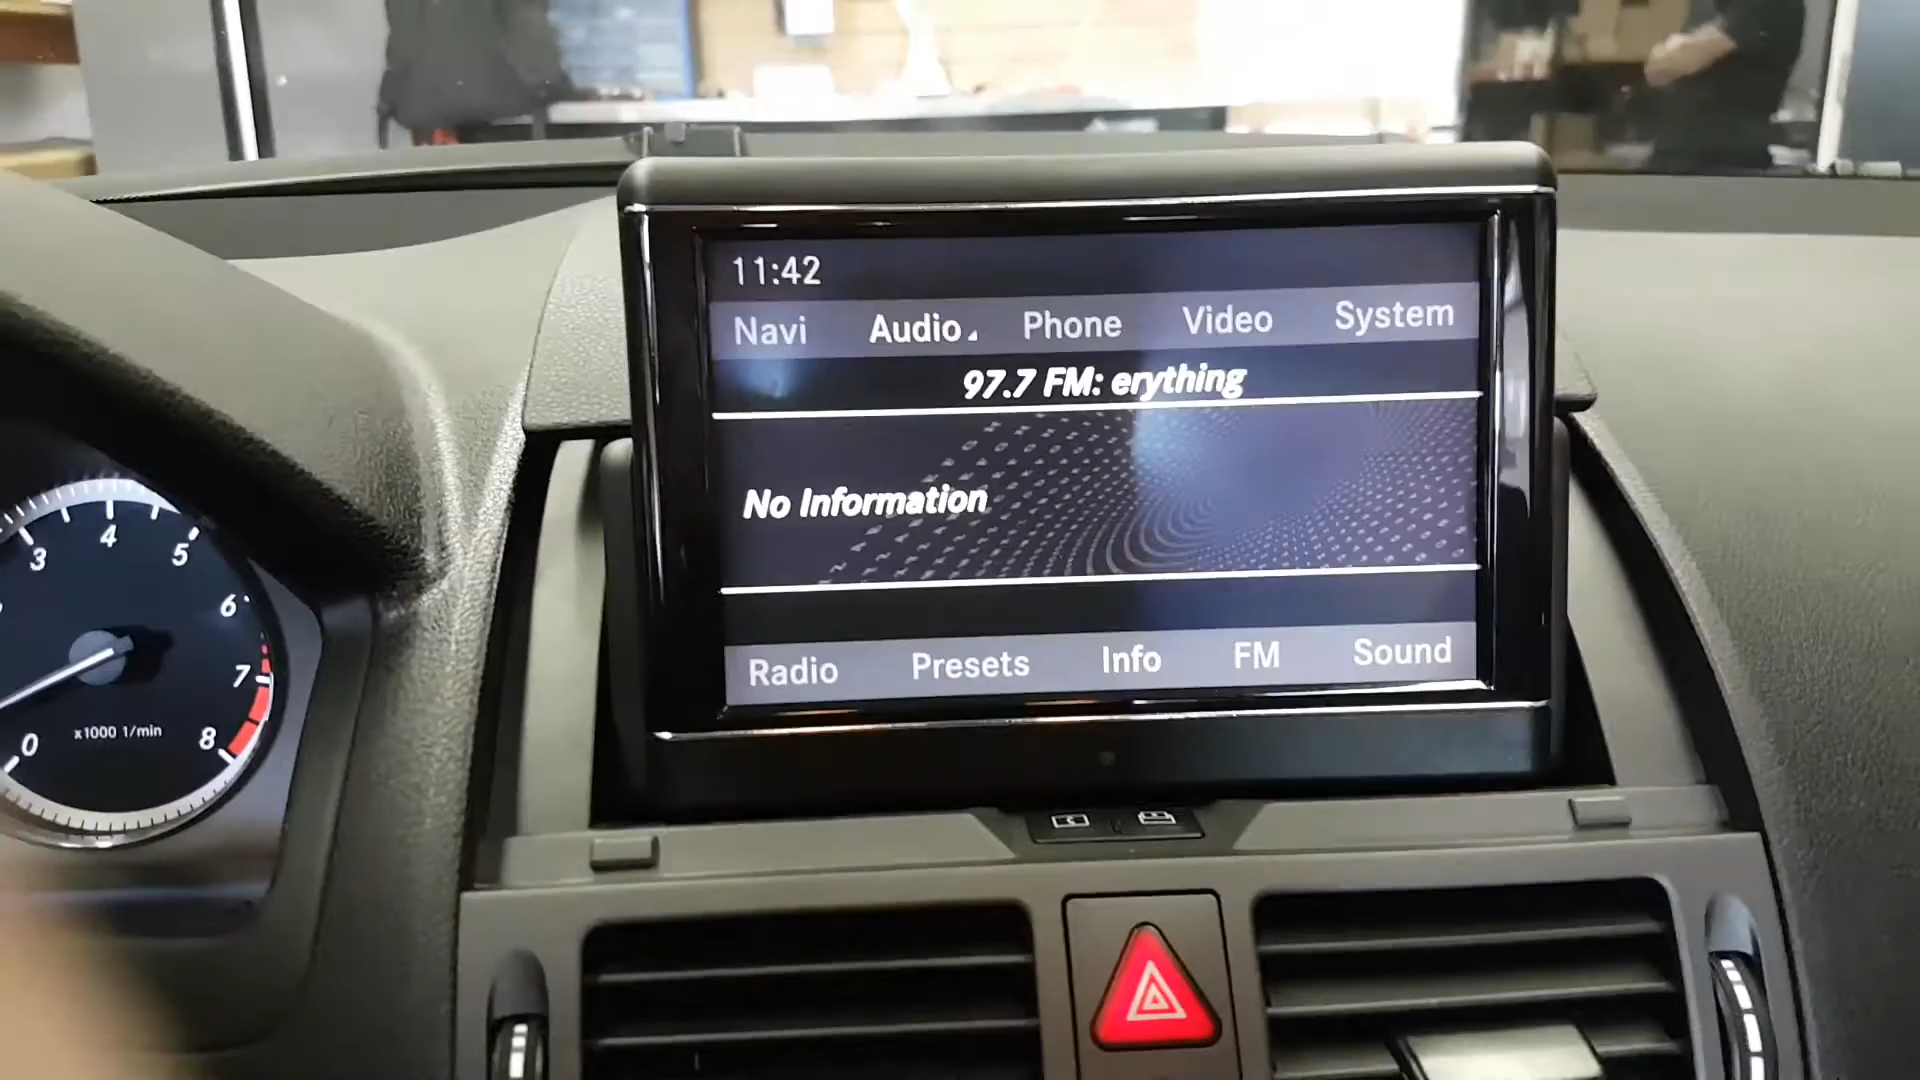 11:42
Navi Audio Phone Video System
97.7 FM: erything
No Information
Radio Presets Info FM Sound
3 4 5 6 7 8 0
x1000 1/min